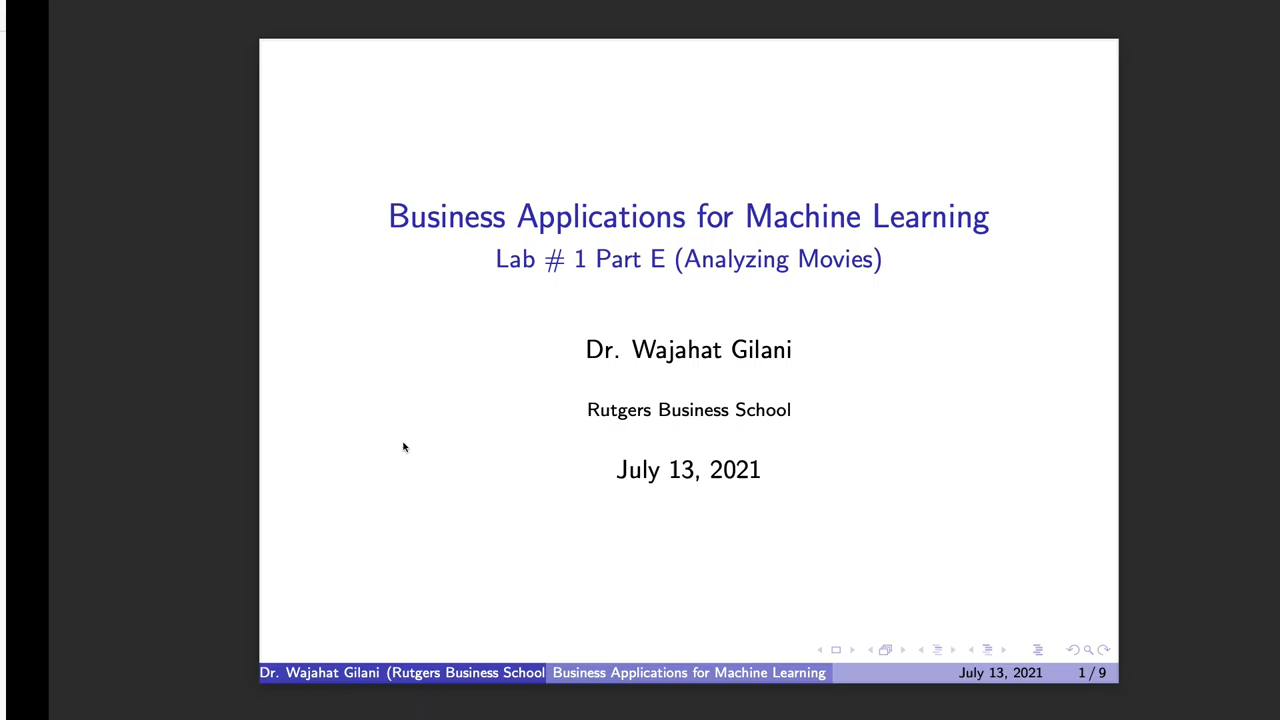 Business Applications for Machine Learning
Lab # 1 Part E (Analyzing Movies)
Dr. Wajahat Gilani
Rutgers Business School
July 13, 2021
Dr. Wajahat Gilani (Rutgers Business School
Business Applications for Machine Learning
July 13, 2021
1 / 9